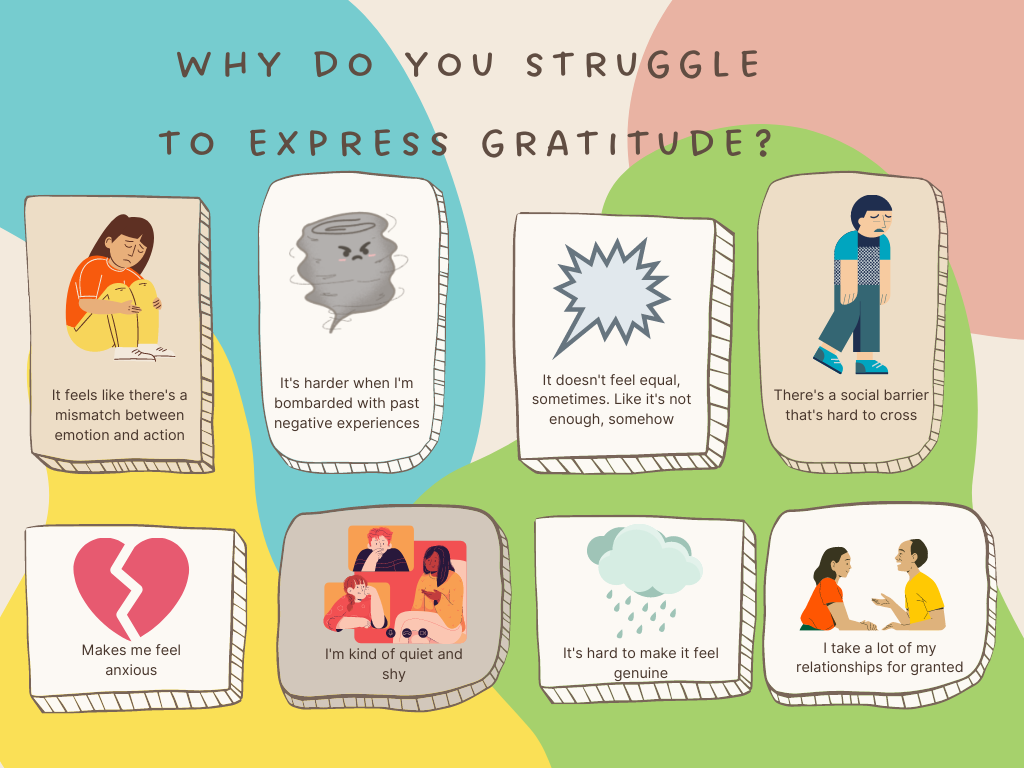 WHY DO YOU STRUGGLE
TO EXPRESS GRATITUDE?
It feels like there's a
mismatch between
emotion and action
It's harder when I'm
bombarded with past
negative experiences
It doesn't feel equal,
sometimes. Like it's not
enough, somehow
There's a social barrier
that's hard to cross
Makes me feel
anxious
I'm kind of quiet and
shy
It's hard to make it feel
genuine
I take a lot of my
relationships for granted